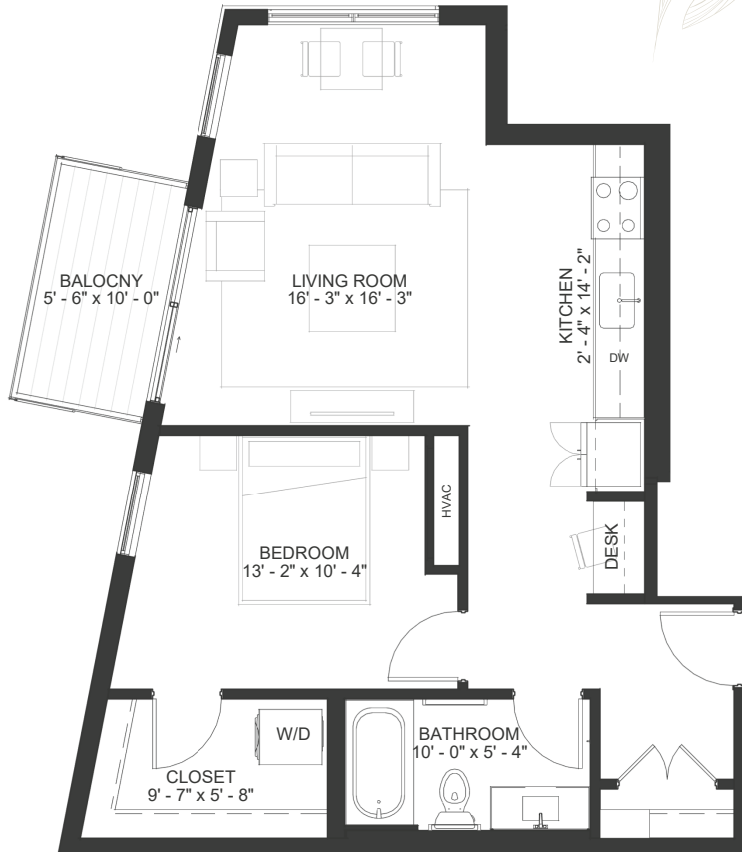 BALOCNY
5' - 6" x 10' - 0"
LIVING ROOM
16' - 3" x 16' - 3"
KITCHEN
2' - 4" x 14' - 2"
DW
HVAC
BEDROOM
13' - 2" x 10' - 4"
DESK
W/D
CLOSET
9' - 7" x 5' - 8"
BATHROOM
10' - 0" x 5' - 4"